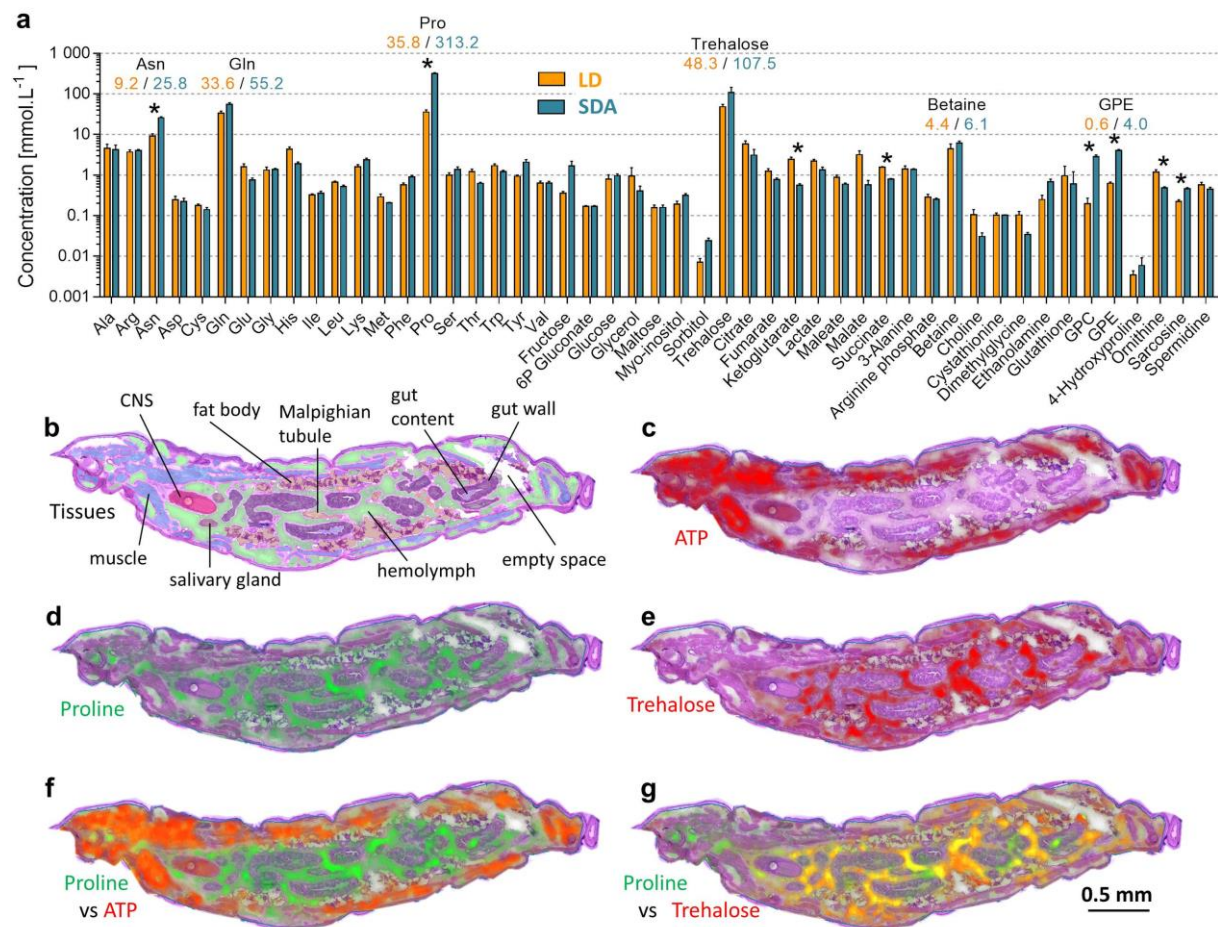 a
Pro
35.8 / 313.2
Asn
9.2 / 25.8
Gln
33.6 / 55.2
Trehalose
48.3 / 107.5
Betaine
4.4 / 6.1
GPE
0.6 / 4.0
LD
SDA
Concentration [mmol.L⁻¹]
1 000
100
10
1
0.1
0.01
0.001
* * * * * * * * *
Ala
Arg
Asn
Asp
Cys
Gln
Glu
Gly
His
Ile
Leu
Lys
Met
Phe
Pro
Ser
Thr
Trp
Tyr
Val
Fructose
6P Gluconate
Glucose
Glycerol
Maltose
Myo-inositol
Sorbitol
Trehalose
Citrate
Fumarate
Ketoglutarate
Lactate
Maleate
Malate
Succinate
3-Alanine
Arginine phosphate
Betaine
Choline
Cystathionine
Dimethylglycine
Ethanolamine
Glutathione
GPC
GPE
4-Hydroxyproline
Ornithine
Sarcosine
Spermidine
b
CNS
fat body
Malpighian
tubule
gut
content
gut wall
Tissues
muscle
salivary gland
hemolymph
empty space
c
ATP
d
Proline
e
Trehalose
f
Proline
vs ATP
g
Proline
vs Trehalose
0.5 mm